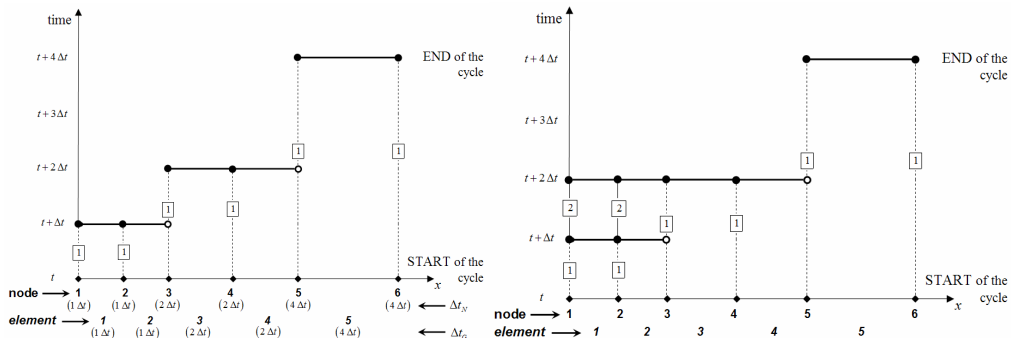 time
t + 4 Δt
END of the
cycle
t + 3 Δt
1
1
t + 2 Δt
1
1
t + Δt
1
1
START of the
cycle
t
x
node
1
2
3
4
5
6
(1 Δt)
(1 Δt)
(2 Δt)
(2 Δt)
(4 Δt)
(4 Δt)
Δt_N
element
1
2
3
4
5
(1 Δt)
(1 Δt)
(2 Δt)
(2 Δt)
(4 Δt)
Δt_G
time
t + 4 Δt
END of the
cycle
t + 3 Δt
1
1
t + 2 Δt
2
2
1
1
t + Δt
1
1
START of the
cycle
t
x
node
1
2
3
4
5
6
element
1
2
3
4
5